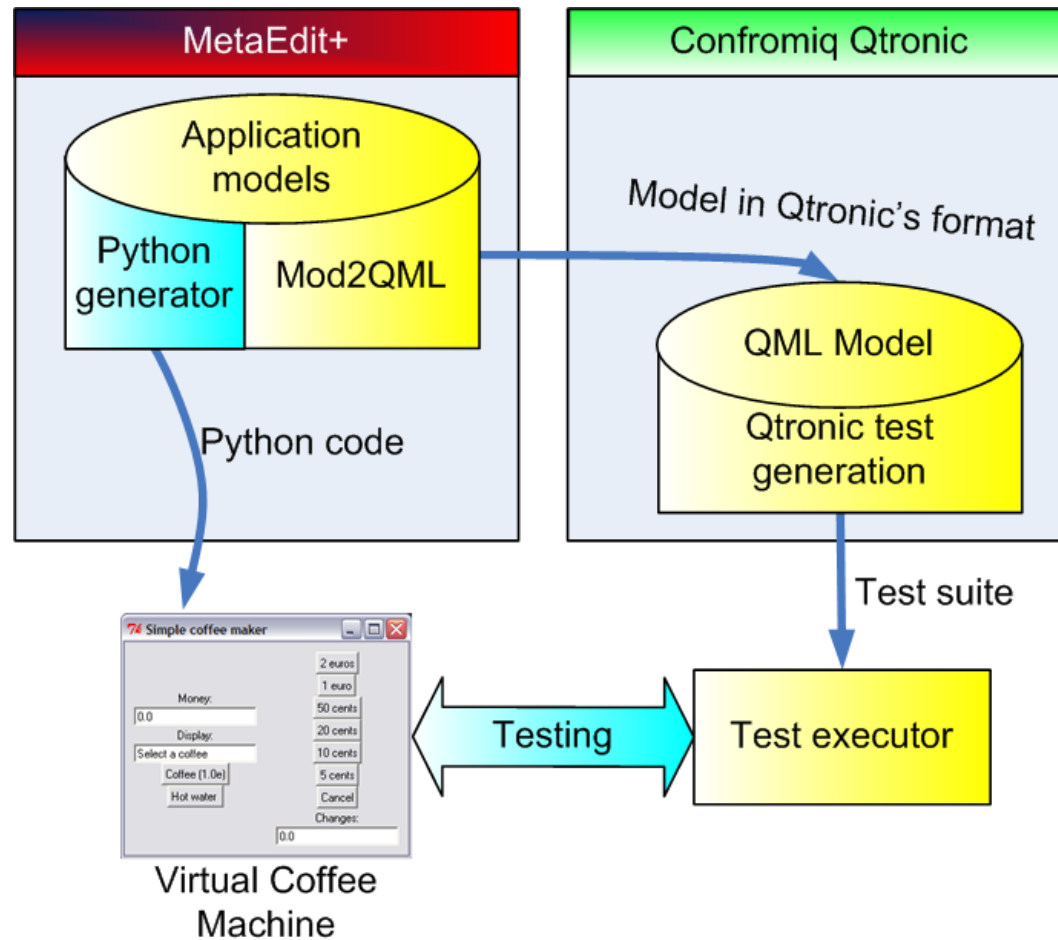 MetaEdit+
Confromiq Qtronic
Application
models
Python
generator
Mod2QML
Model in Qtronic's format
QML Model
Qtronic test
generation
Python code
Test suite
Simple coffee maker
2 euros
1 euro
50 cents
20 cents
10 cents
5 cents
Cancel
Changes:
0.0
Money:
0.0
Display:
Select a coffee
Coffee (1.0e)
Hot water
Testing
Test executor
Virtual Coffee
Machine